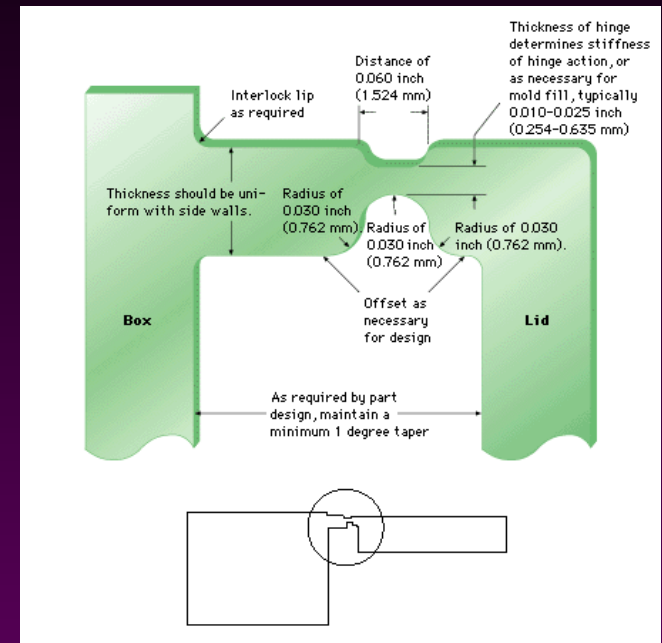 Thickness of hinge
determines stiffness
of hinge action, or
as necessary for
mold fill, typically
0.010-0.025 inch
(0.254-0.635 mm)
Distance of
0.060 inch
(1.524 mm)
Interlock lip
as required
Thickness should be uni-
form with side walls.
Radius of
0.030 inch
(0.762 mm).
Radius of
0.030 inch
(0.762 mm)
Radius of 0.030
inch (0.762 mm).
Offset as
necessary
for design
Box
Lid
As required by part
design, maintain a
minimum 1 degree taper